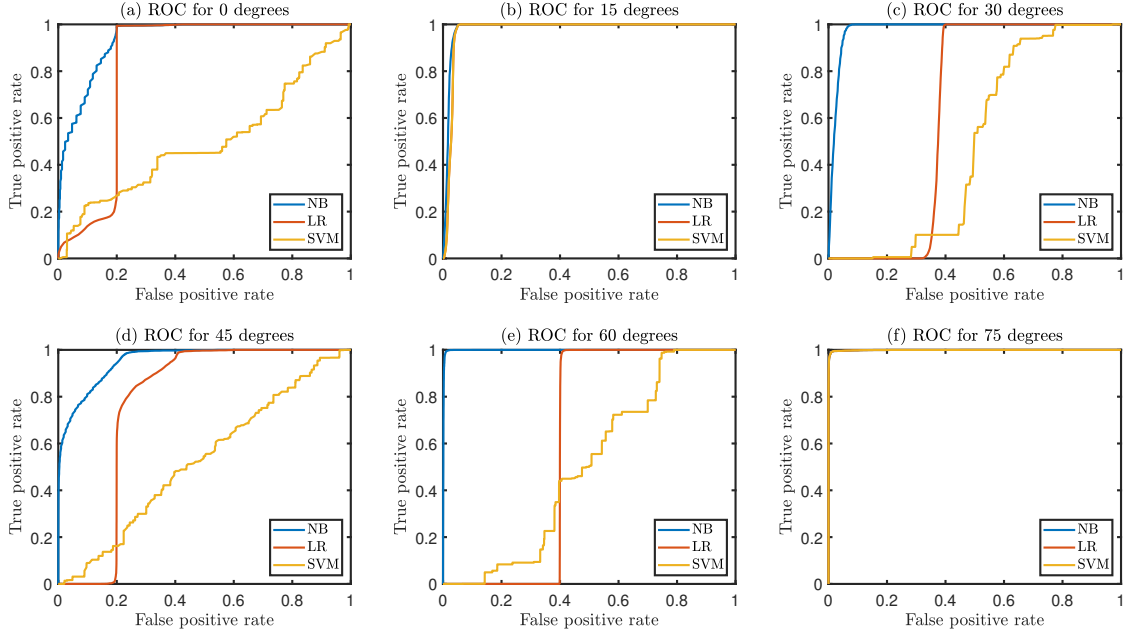 (a) ROC for 0 degrees
True positive rate
1
0.8
0.6
0.4
0.2
0
0 0.2 0.4 0.6 0.8 1
False positive rate
NB
LR
SVM
(b) ROC for 15 degrees
True positive rate
1
0.8
0.6
0.4
0.2
0
0 0.2 0.4 0.6 0.8 1
False positive rate
NB
LR
SVM
(c) ROC for 30 degrees
True positive rate
1
0.8
0.6
0.4
0.2
0
0 0.2 0.4 0.6 0.8 1
False positive rate
NB
LR
SVM
(d) ROC for 45 degrees
True positive rate
1
0.8
0.6
0.4
0.2
0
0 0.2 0.4 0.6 0.8 1
False positive rate
NB
LR
SVM
(e) ROC for 60 degrees
True positive rate
1
0.8
0.6
0.4
0.2
0
0 0.2 0.4 0.6 0.8 1
False positive rate
NB
LR
SVM
(f) ROC for 75 degrees
True positive rate
1
0.8
0.6
0.4
0.2
0
0 0.2 0.4 0.6 0.8 1
False positive rate
NB
LR
SVM